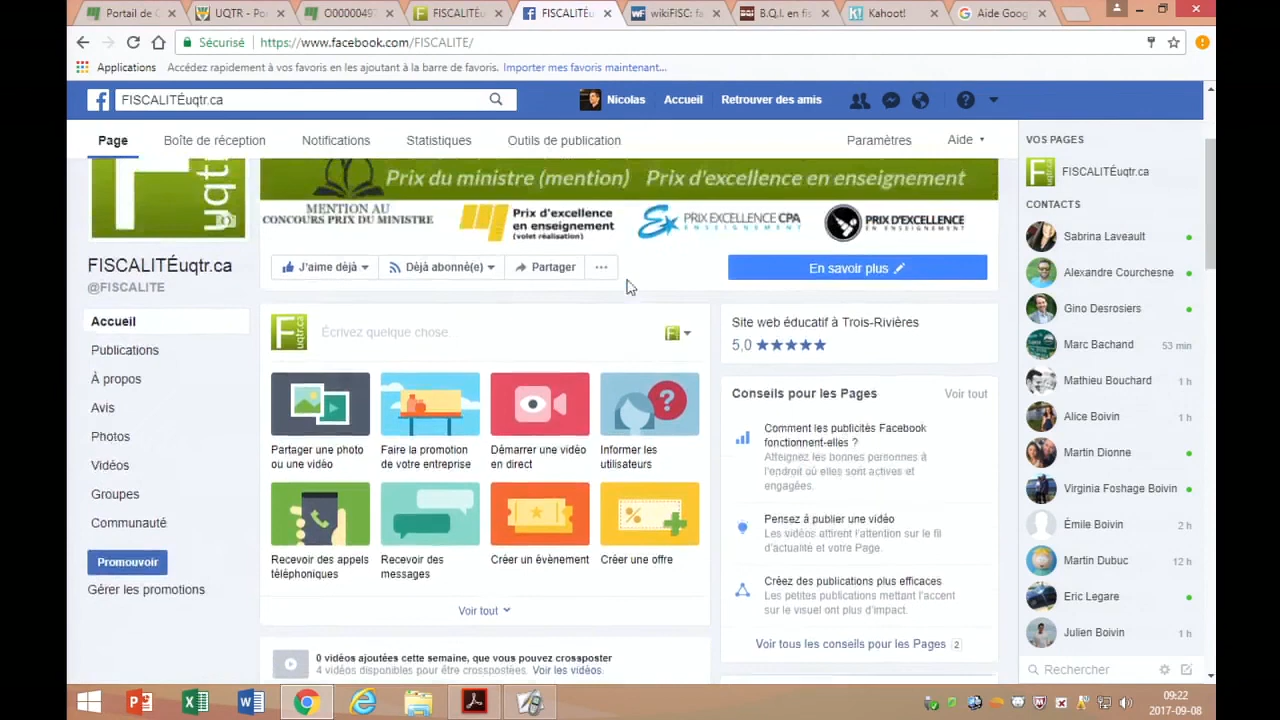 Portail de C
UQTR - Po
O00000497
FISCALITÉU
FISCALITÉ
wikiFISC: fa
B.Q.I. en fis
Kahoot!
Aide Goog
Sécurisé
https://www.facebook.com/FISCALITE/
Applications Accédez rapidement à vos favoris en les ajoutant à la barre de favoris. Importer mes favoris maintenant...
FISCALITÉuqtr.ca
Nicolas Accueil Retrouver des amis
Page Boîte de réception Notifications Statistiques Outils de publication Paramètres Aide
VOS PAGES
FISCALITÉuqtr.ca
CONTACTS
Sabrina Laveault
Alexandre Courchesne
Gino Desrosiers
Marc Bachand 53 min
Mathieu Bouchard 1 h
Alice Boivin 1 h
Martin Dionne
Virginia Foshage Boivin
Émile Boivin 2 h
Martin Dubuc 12 h
Eric Legare
Julien Boivin 1 h
Rechercher
Prix du ministre (mention) Prix d'excellence en enseignement
MENTION AU
CONCOURS PRIX DU MINISTRE
Prix d'excellence
en enseignement
(volet réalisation)
PRIX EXCELLENCE CPA
ENSEIGNEMENT
PRIX D'EXCELLENCE
EN ENSEIGNEMENT
FISCALITÉuqtr.ca
@FISCALITE
Accueil
Publications
À propos
Avis
Photos
Vidéos
Groupes
Communauté
Promouvoir
Gérer les promotions
J'aime déjà Déjà abonné(e) Partager
En savoir plus
Écrivez quelque chose
Partager une photo
ou une vidéo
Faire la promotion
de votre entreprise
Démarrer une vidéo
en direct
Informer les
utilisateurs
Recevoir des appels
téléphoniques
Recevoir des
messages
Créer un évènement
Créer une offre
Voir tout
0 vidéos ajoutées cette semaine, que vous pouvez crossposter
4 vidéos disponibles pour être crosspostées. Voir les vidéos.
Site web éducatif à Trois-Rivières
5,0
Conseils pour les Pages Voir tout
Comment les publicités Facebook
fonctionnent-elles ?
Atteignez les bonnes personnes à
l'endroit où elles sont actives et
engagées.
Pensez à publier une vidéo
Les vidéos attirent l'attention sur le fil
d'actualité et votre Page.
Créez des publications plus efficaces
Les petites publications mettant l'accent
sur le visuel ont plus d'impact.
Voir tous les conseils pour les Pages 2
09:22
2017-09-08